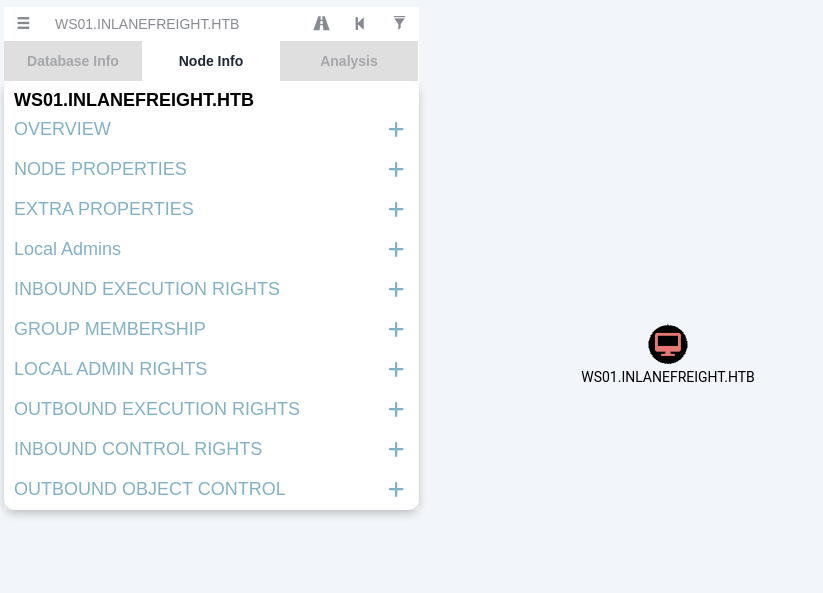 WS01.INLANEFREIGHT.HTB
Database Info
Node Info
Analysis
WS01.INLANEFREIGHT.HTB
OVERVIEW
NODE PROPERTIES
EXTRA PROPERTIES
Local Admins
INBOUND EXECUTION RIGHTS
GROUP MEMBERSHIP
LOCAL ADMIN RIGHTS
OUTBOUND EXECUTION RIGHTS
INBOUND CONTROL RIGHTS
OUTBOUND OBJECT CONTROL
WS01.INLANEFREIGHT.HTB